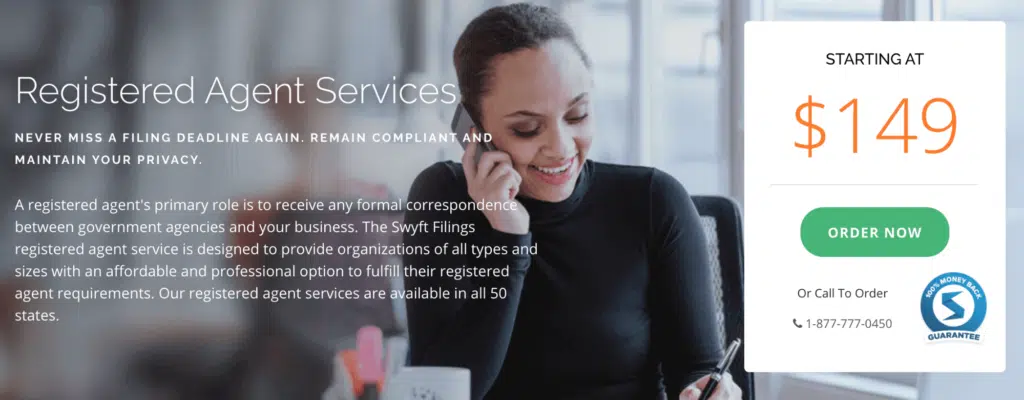 Registered Agent Services
NEVER MISS A FILING DEADLINE AGAIN. REMAIN COMPLIANT AND
MAINTAIN YOUR PRIVACY.
A registered agent's primary role is to receive any formal correspondence
between government agencies and your business. The Swyft Filings
registered agent service is designed to provide organizations of all types and
sizes with an affordable and professional option to fulfill their registered
agent requirements. Our registered agent services are available in all 50
states.
STARTING AT
$149
ORDER NOW
Or Call To Order
1-877-777-0450
100% MONEY BACK
GUARANTEE